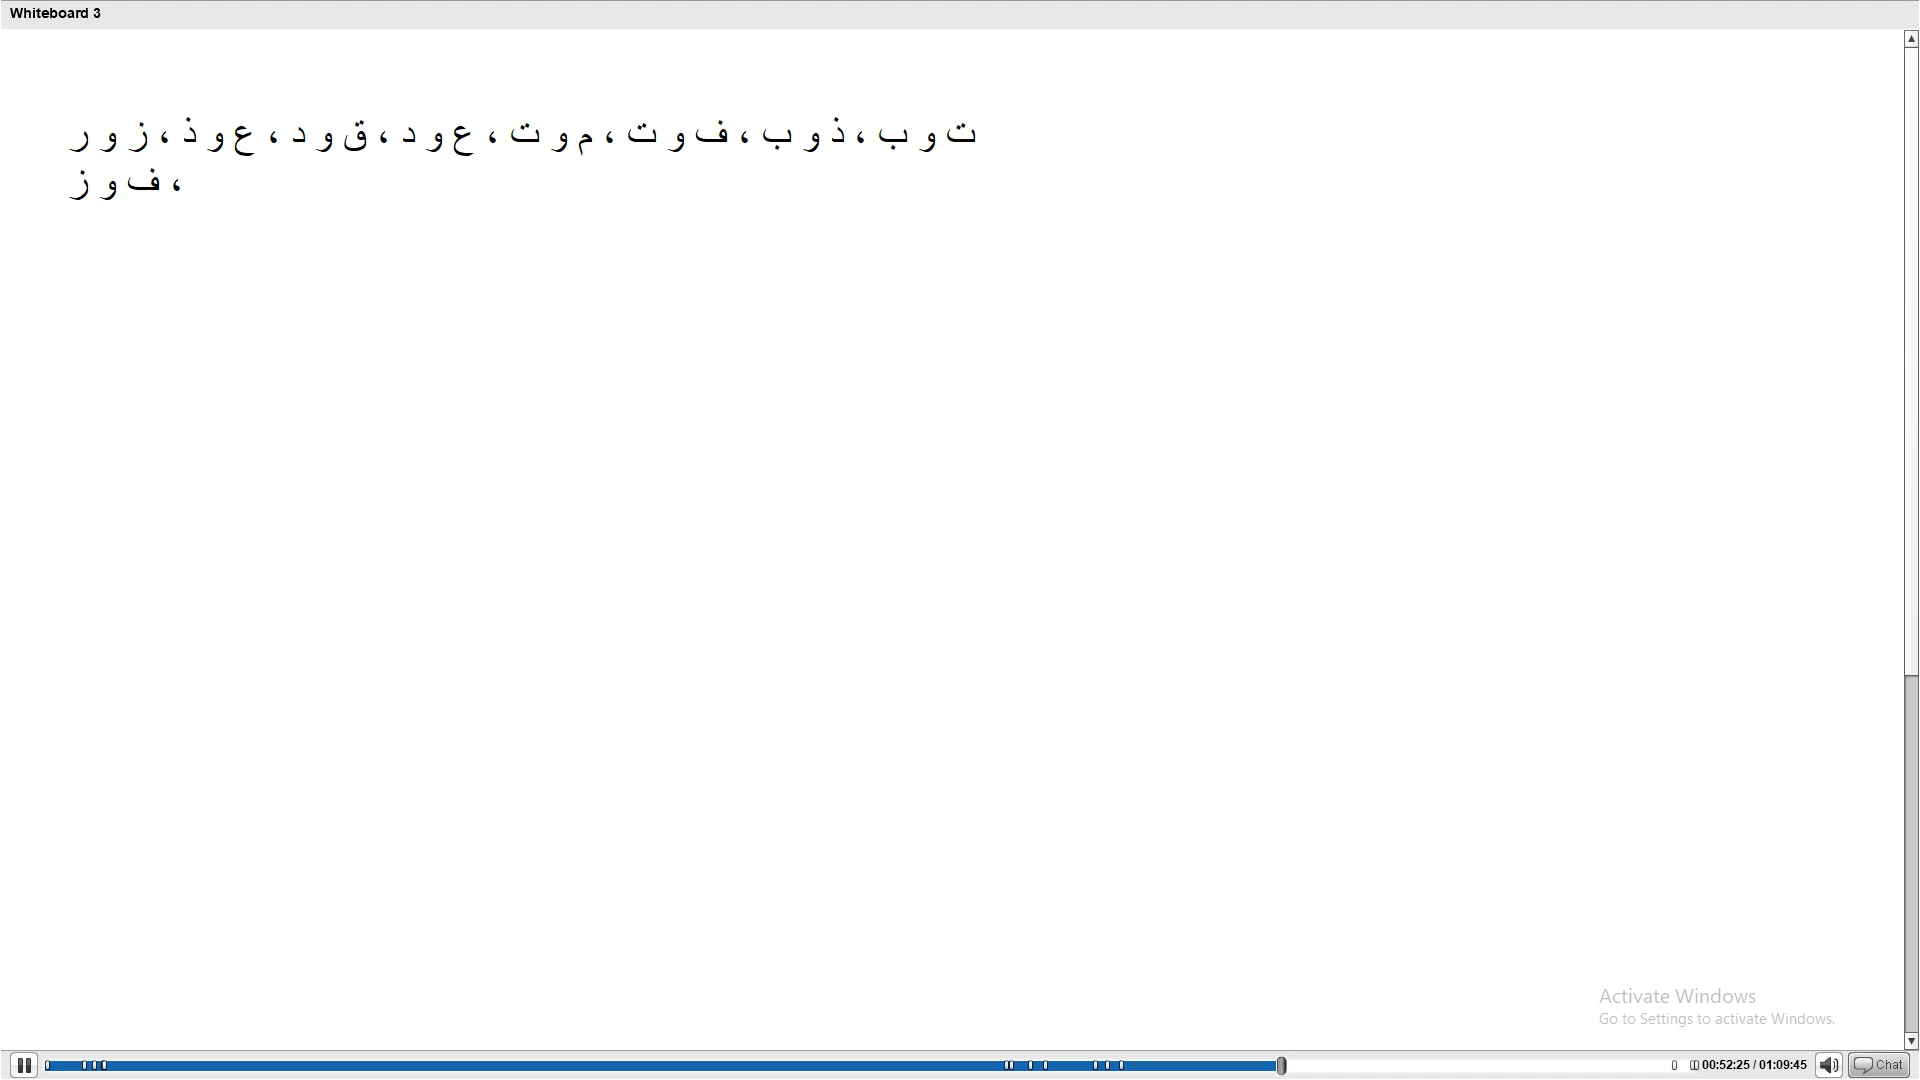 Whiteboard 3
ت و ب ، ذ و ب ، ف و ت ، م و ت ، ع و د ، ق و د ، ع و ذ ، ز و ر
، ف و ز
Activate Windows
Go to Settings to activate Windows.
00:52:25 / 01:09:45
Chat